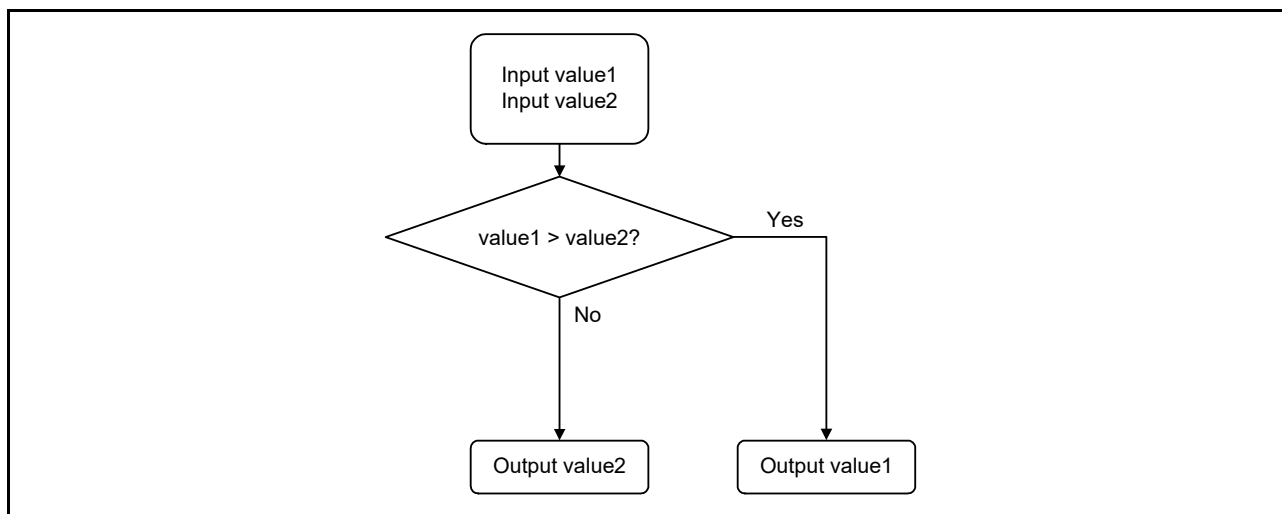 Input value1
Input value2
value1 > value2?
Yes
No
Output value2
Output value1